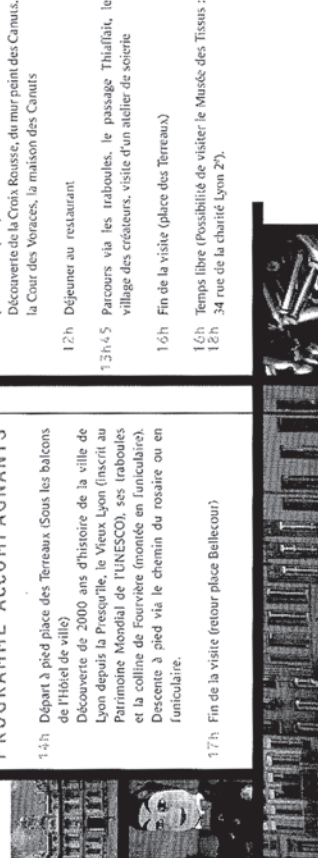 PROGRAMME ACCOMPAGNANTS
14h Départ à pied place des Terreaux (Sous les balcons
de l'Hôtel de ville)
Découverte de 2000 ans d'histoire de la ville de
Lyon depuis la Presqu'île, le Vieux Lyon (inscrit au
Patrimoine Mondial de l'UNESCO), ses traboules
et la colline de Fourvière (montée en funiculaire).
Descente à pied via le chemin du rosaire ou en
funiculaire.
17h Fin de la visite (retour place Bellecour)
Découverte de la Croix Rousse, du mur peint des Canuts,
la Cour des Voraces, la maison des Canuts
12h Déjeuner au restaurant
13h45 Parcours via les traboules, le passage Thiaffait, le
village des créateurs, visite d'un atelier de soierie
16h Fin de la visite (place des Terreaux)
16h Temps libre (Possibilité de visiter le Musée des Tissus :
18h 34 rue de la charité Lyon 2e).